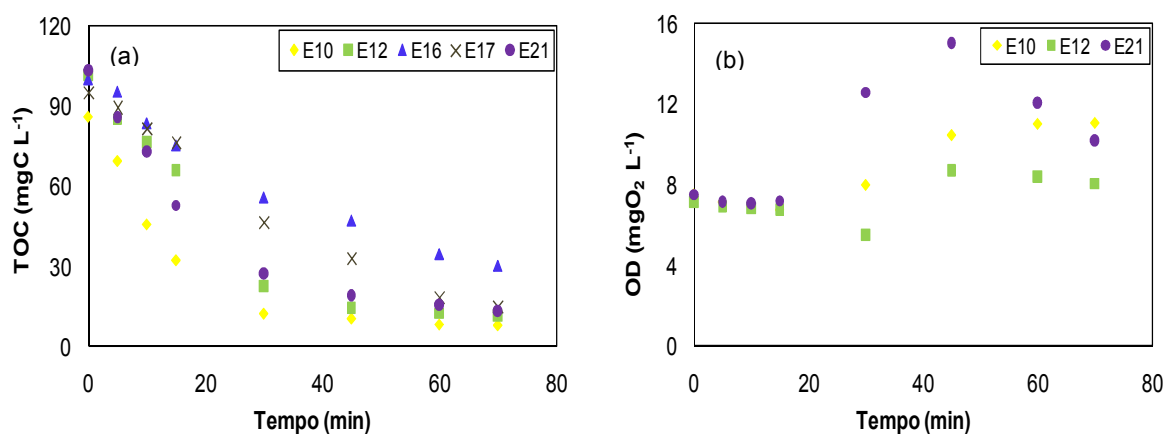 (a)
E10 E12 E16 E17 E21
TOC (mgC L⁻¹)
120
90
60
30
0
0 20 40 60 80
Tempo (min)
(b)
E10 E12 E21
OD (mgO₂ L⁻¹)
16
12
8
4
0
0 20 40 60 80
Tempo (min)